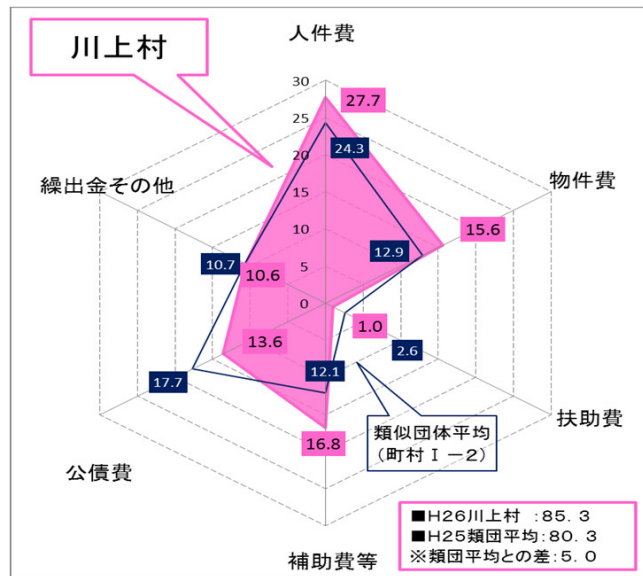 川上村
人件費
30
27.7
25
24.3
20
繰出金その他
物件費
15
15.6
12.9
10
10.7
10.6
5
0
1.0
13.6
2.6
17.7
12.1
類似団体平均
(町村Ⅰ-2)
扶助費
16.8
公債費
補助費等
■H26川上村 :85.3
■H25類団平均:80.3
※類団平均との差:5.0